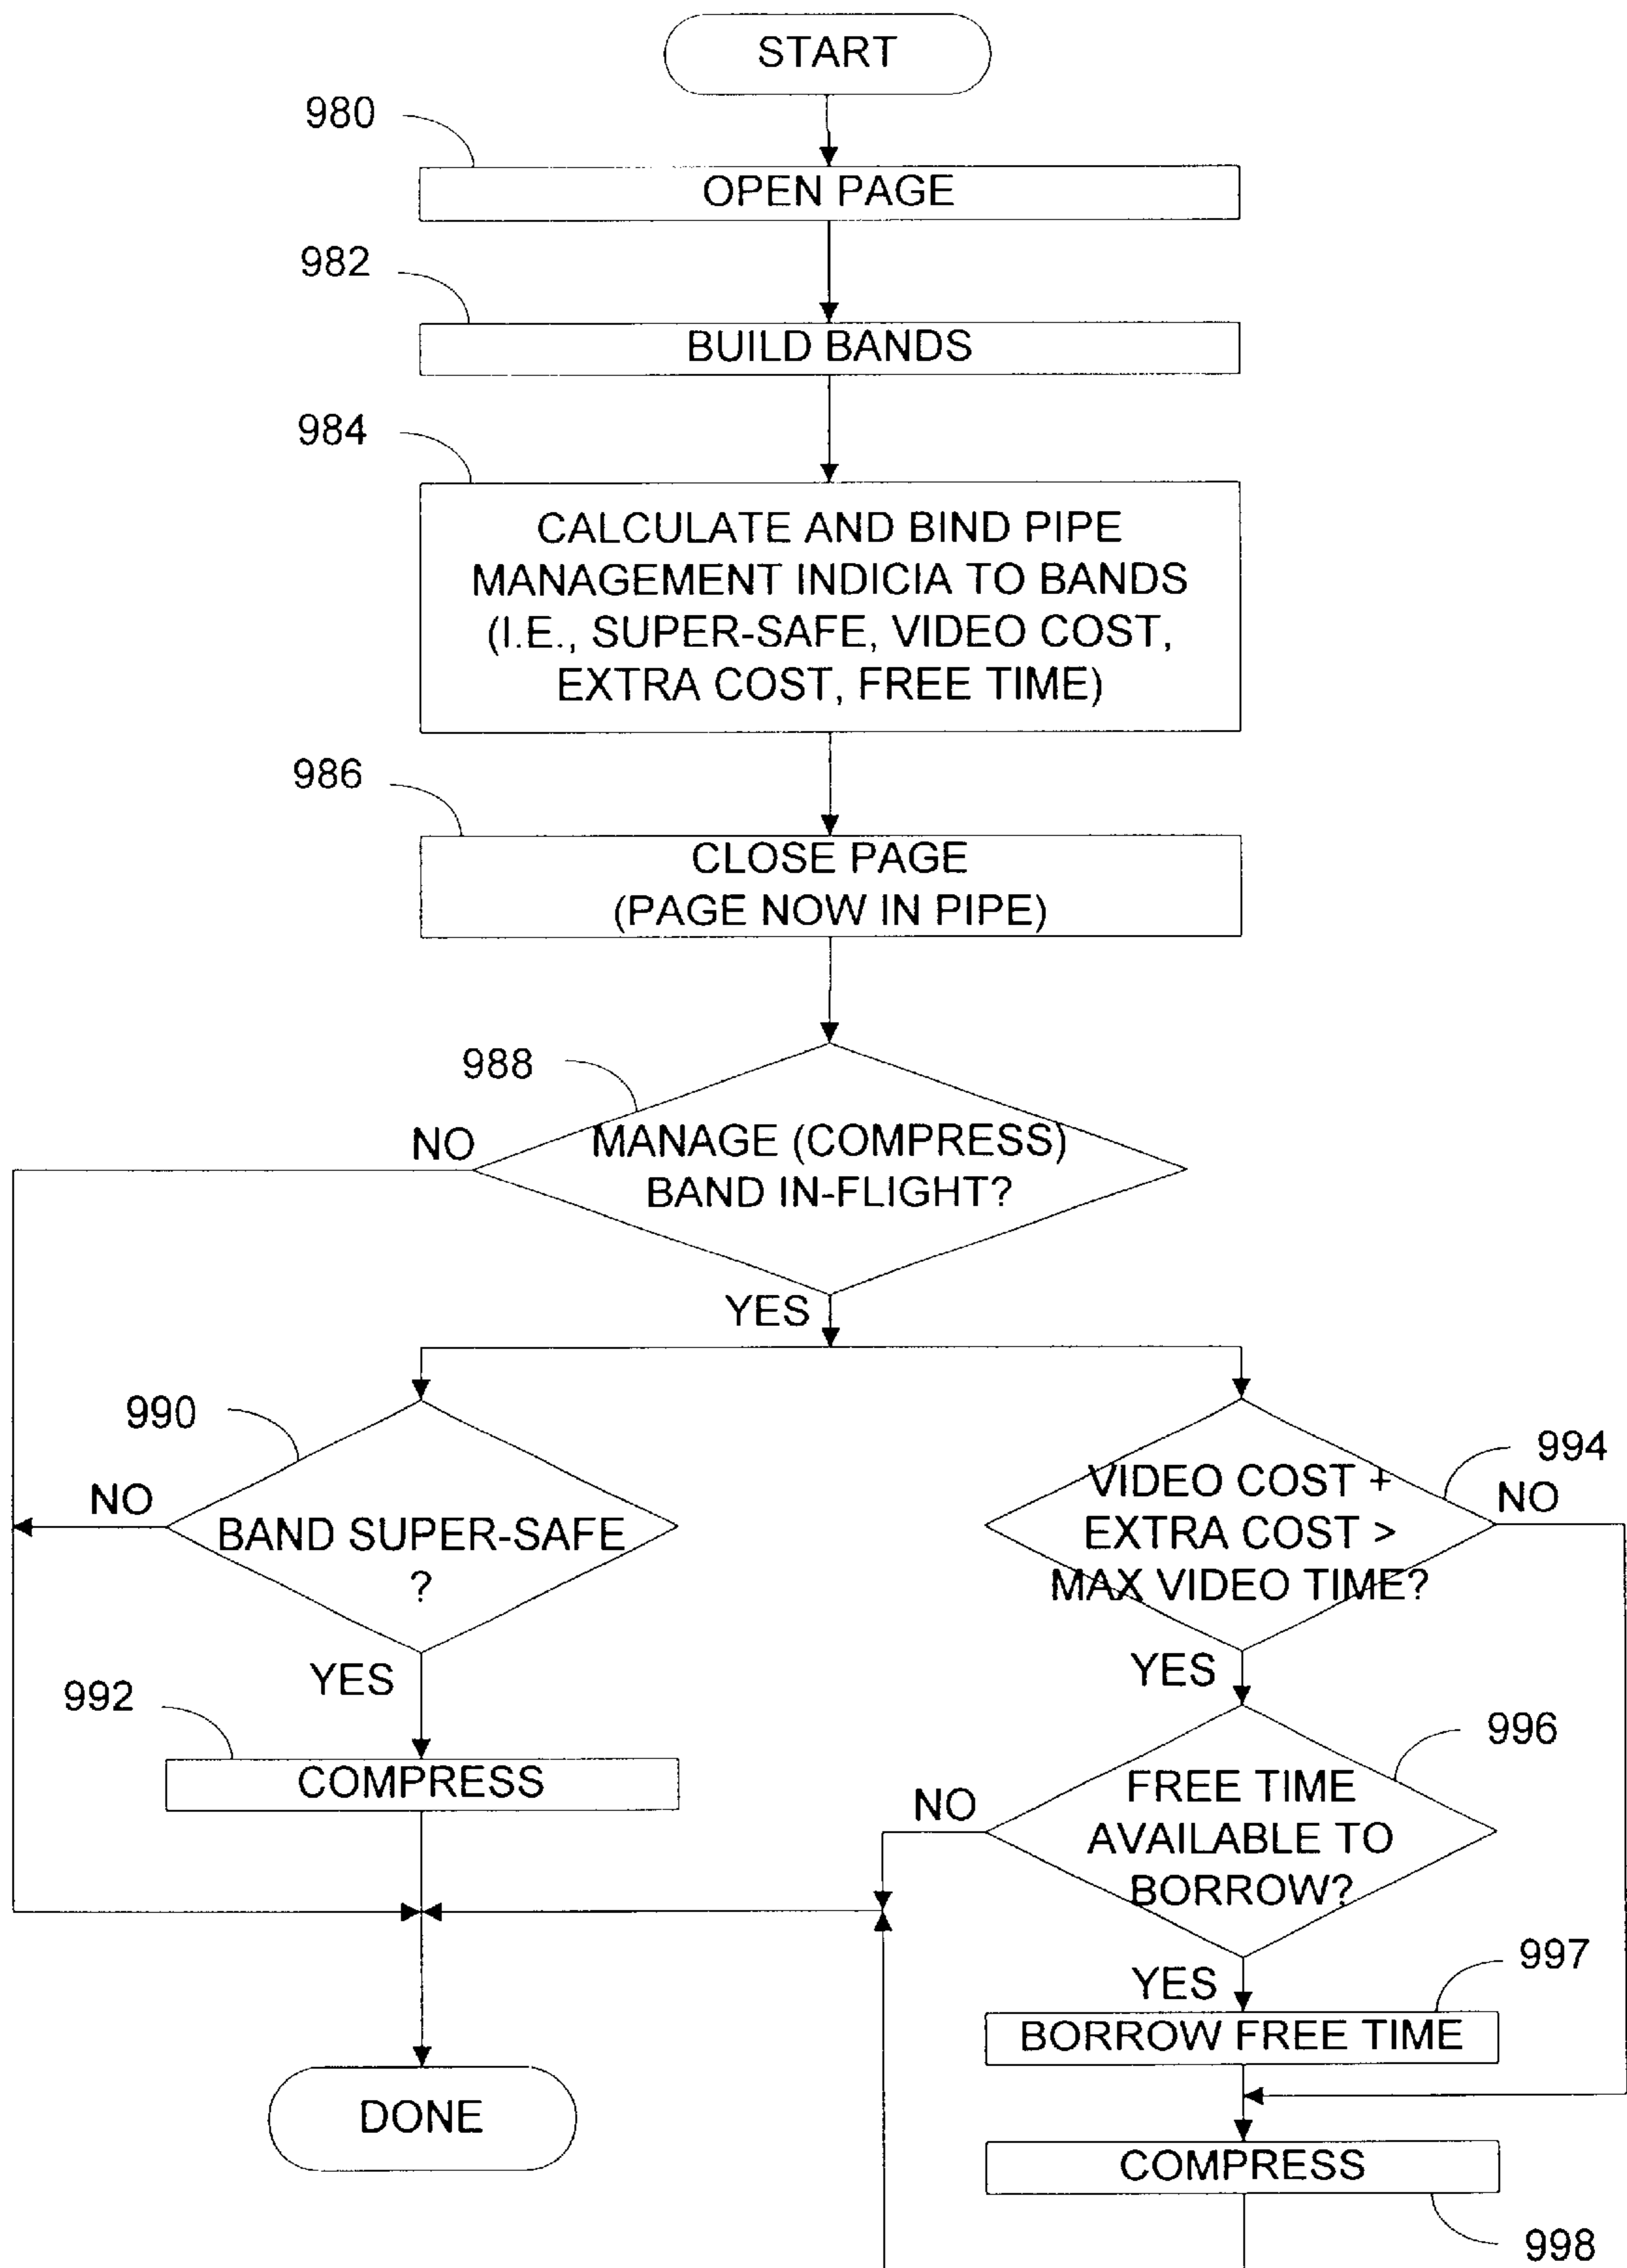 START
980
OPEN PAGE
982
BUILD BANDS
984
CALCULATE AND BIND PIPE
MANAGEMENT INDICIA TO BANDS
(I.E., SUPER-SAFE, VIDEO COST,
EXTRA COST, FREE TIME)
986
CLOSE PAGE
(PAGE NOW IN PIPE)
988
NO
MANAGE (COMPRESS)
BAND IN-FLIGHT?
YES
990
NO
BAND SUPER-SAFE
?
YES
992
COMPRESS
994
VIDEO COST +
EXTRA COST >
MAX VIDEO TIME?
NO
YES
996
FREE TIME
AVAILABLE TO
BORROW?
NO
YES
997
BORROW FREE TIME
DONE
COMPRESS
998